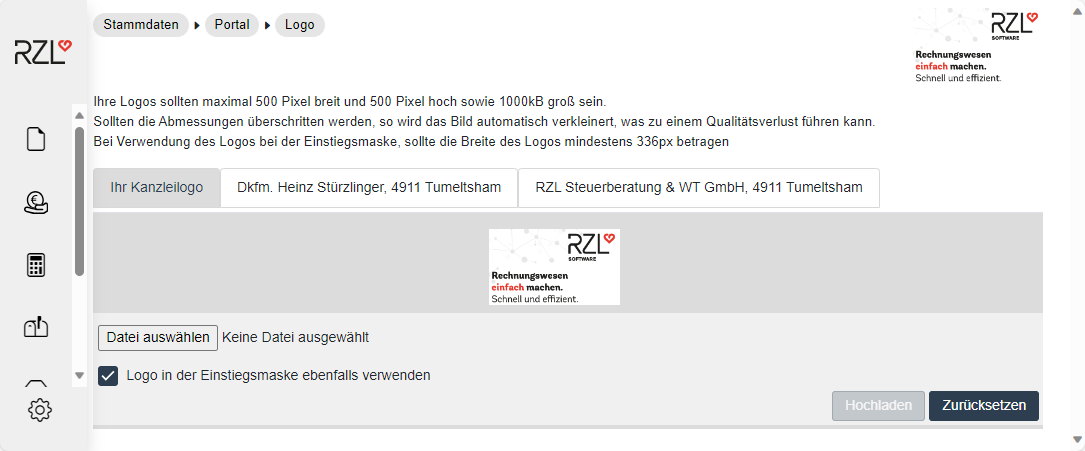 Stammdaten Portal Logo
RZL
RZL
SOFTWARE
Rechnungswesen
einfach machen.
Schnell und effizient.
Ihre Logos sollten maximal 500 Pixel breit und 500 Pixel hoch sowie 1000kB groß sein.
Sollten die Abmessungen überschritten werden, so wird das Bild automatisch verkleinert, was zu einem Qualitätsverlust führen kann.
Bei Verwendung des Logos bei der Einstiegsmaske, sollte die Breite des Logos mindestens 336px betragen
Ihr Kanzleilogo Dkfm. Heinz Stürzlinger, 4911 Tumeltsham RZL Steuerberatung & WT GmbH, 4911 Tumeltsham
RZL
SOFTWARE
Rechnungswesen
einfach machen.
Schnell und effizient.
Datei auswählen Keine Datei ausgewählt
Logo in der Einstiegsmaske ebenfalls verwenden
Hochladen Zurücksetzen